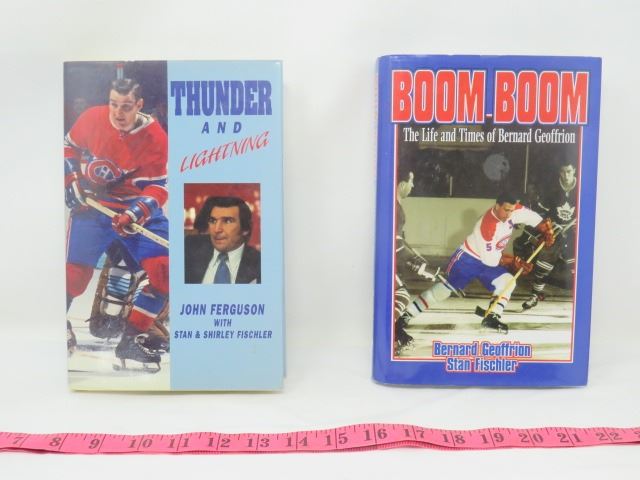 THUNDER
AND
LIGHTNING
JOHN FERGUSON
WITH
STAN & SHIRLEY FISCHLER
BOOM-BOOM
The Life and Times of Bernard Geoffrion
5
Bernard Geoffrion
Stan Fischler
7 8 9 10 11 12 13 14 15 16 17 18 19 20 21 22